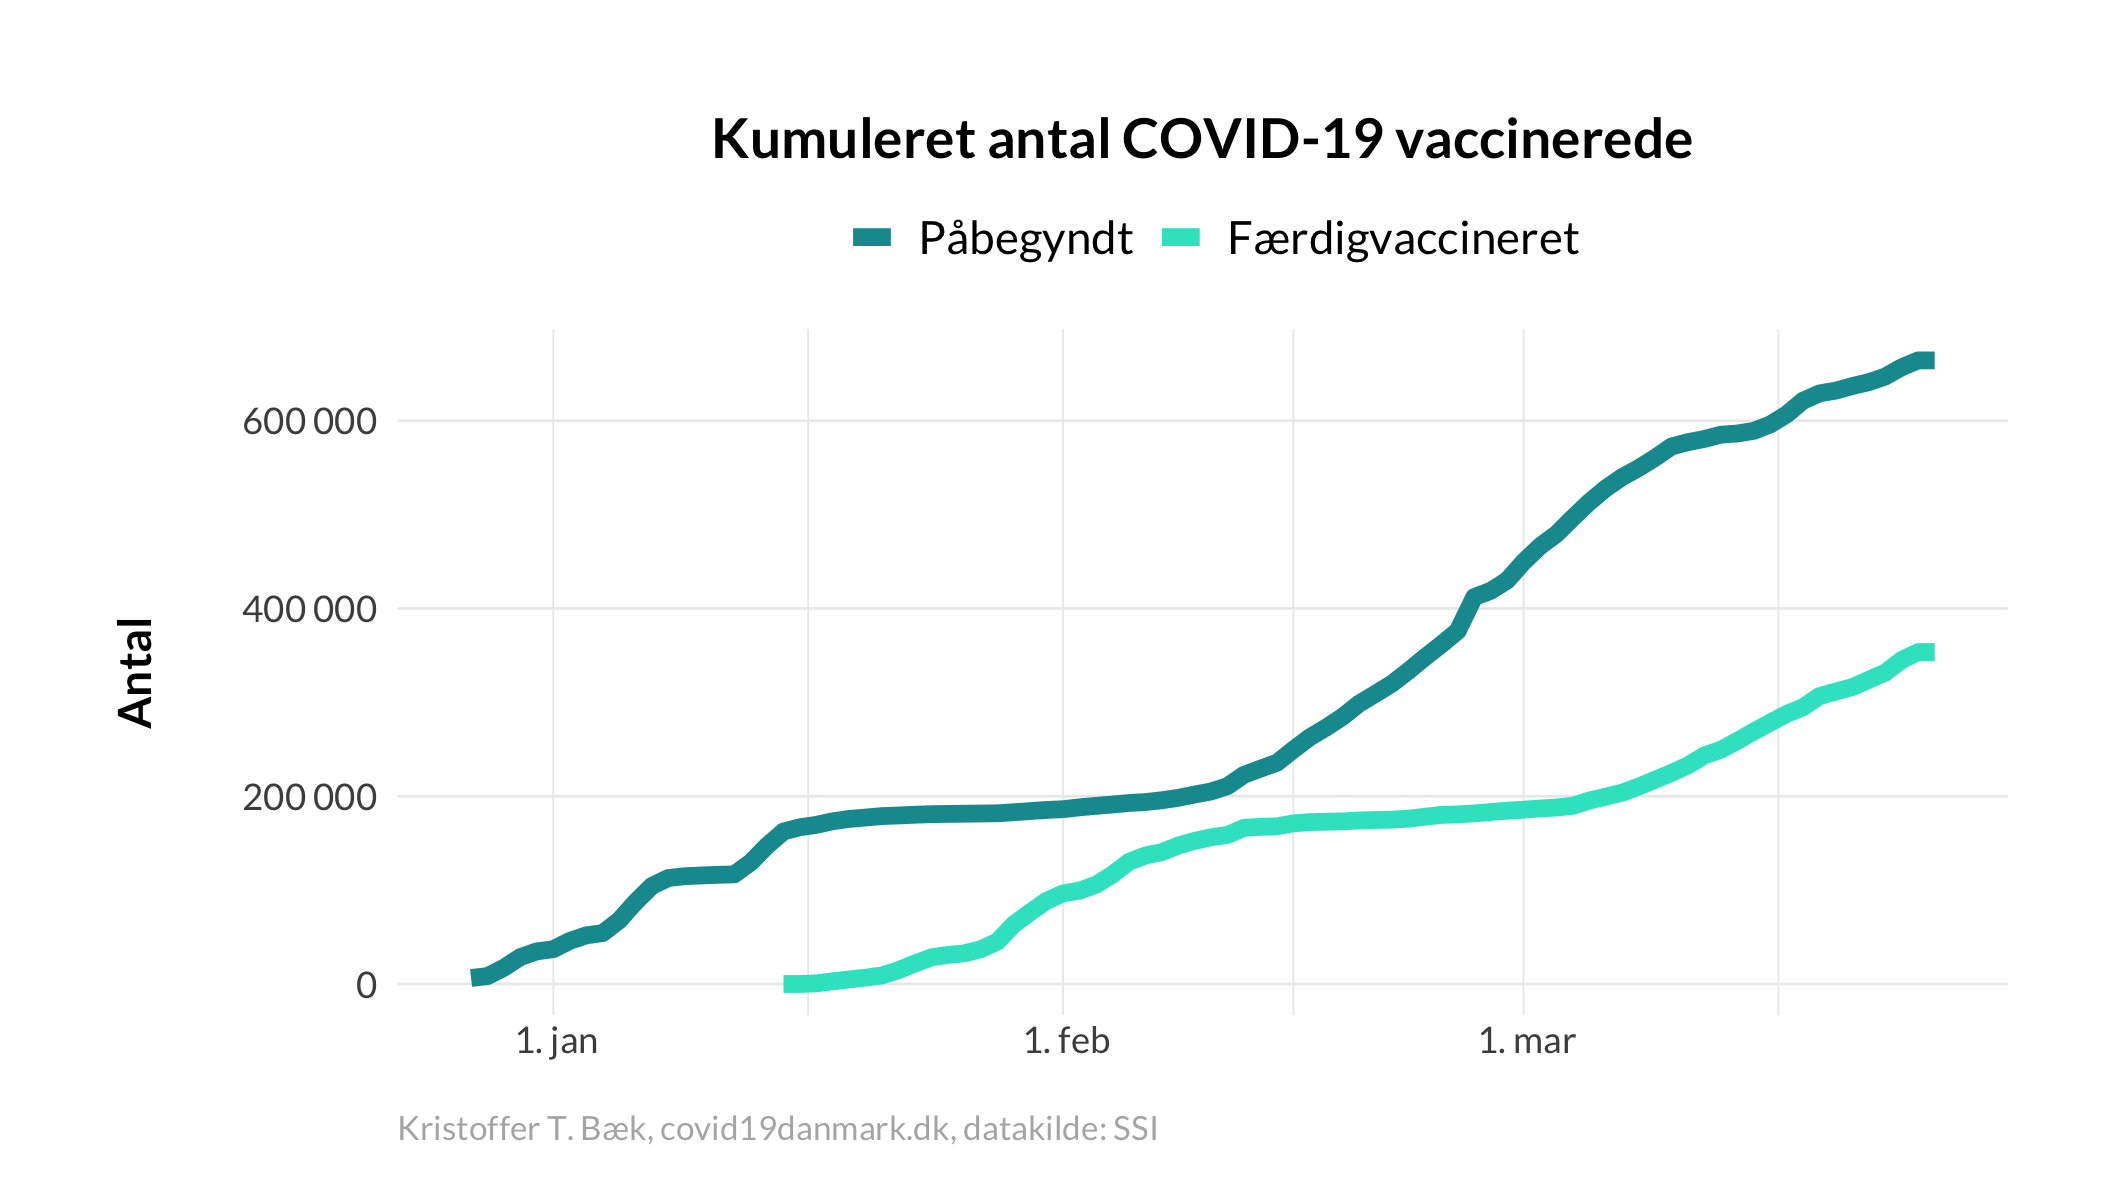 Kumuleret antal COVID-19 vaccinerede
Påbegyndt Færdigvaccineret
Antal
600 000
400 000
200 000
0
1. jan 1. feb 1. mar
Kristoffer T. Bæk, covid19danmark.dk, datakilde: SSI